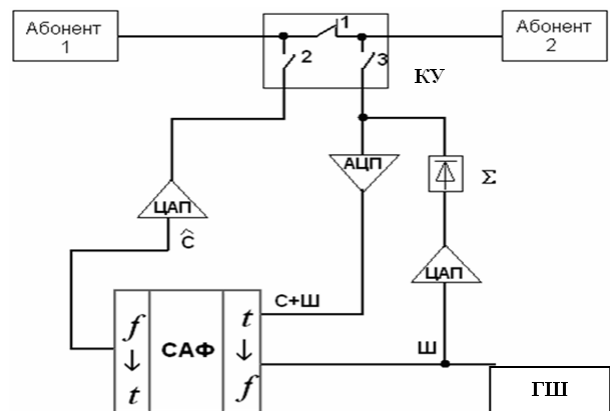 Абонент
1
1
2
3
Абонент
2
КУ
АЦП
Σ
ЦАП
ĉ
ЦАП
С+Ш
f
↓
t
САФ
t
↓
f
Ш
ГШ